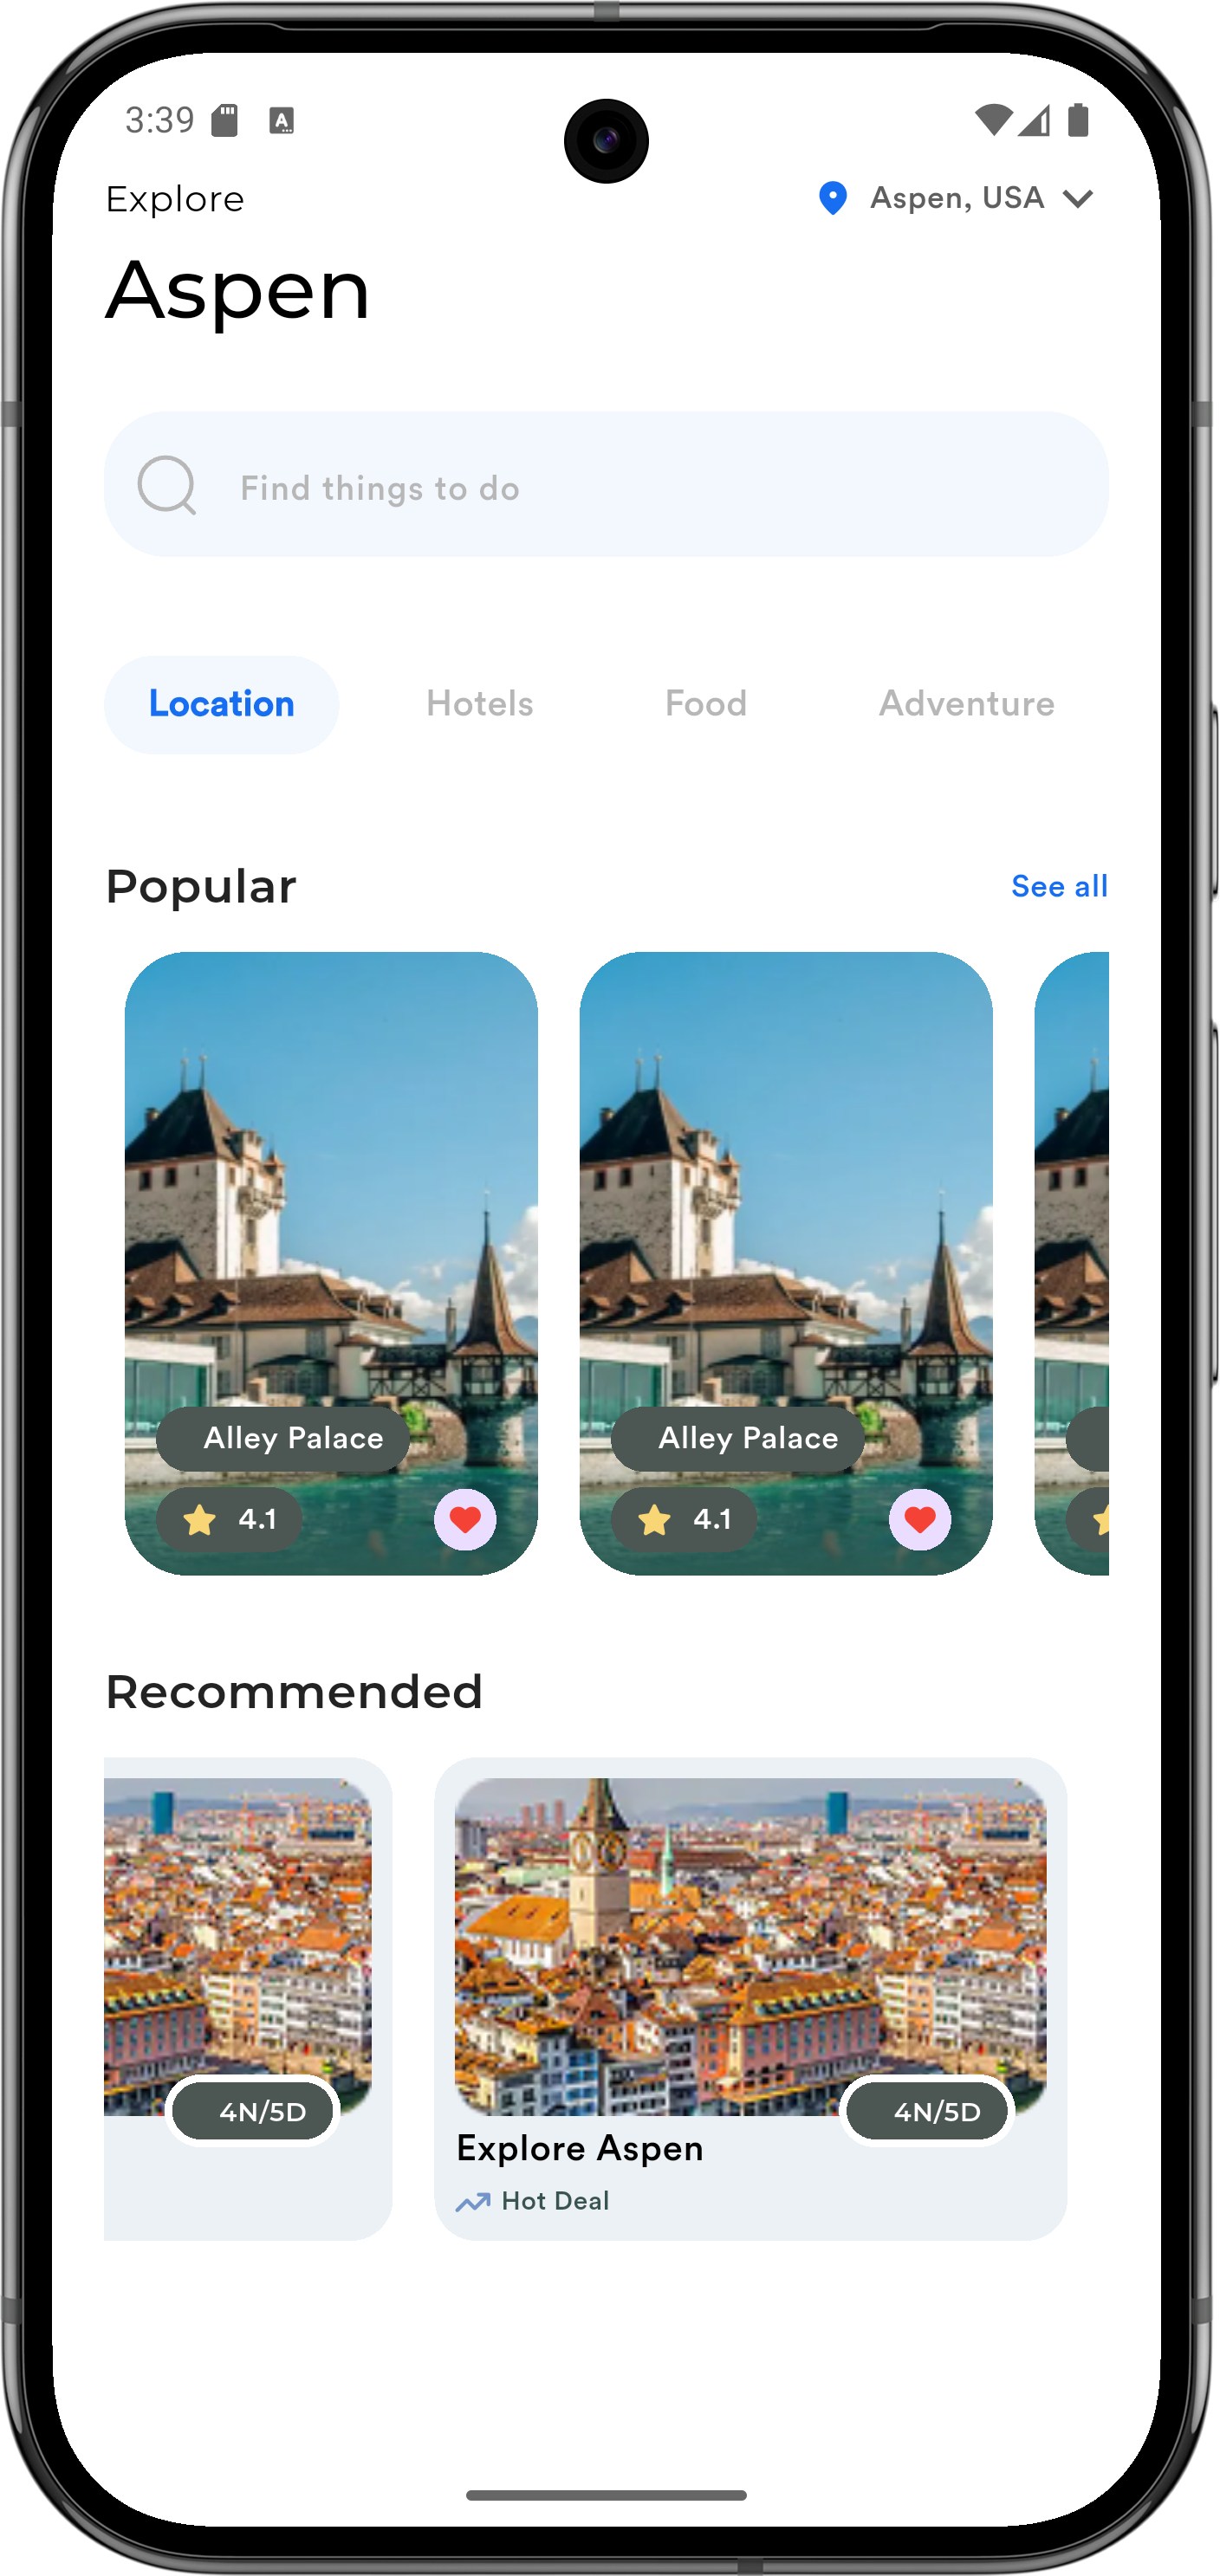 3:39
Explore
Aspen, USA
Aspen
Find things to do
Location Hotels Food Adventure
Popular
See all
Alley Palace
4.1
Alley Palace
4.1
Recommended
4N/5D
4N/5D
Explore Aspen
Hot Deal